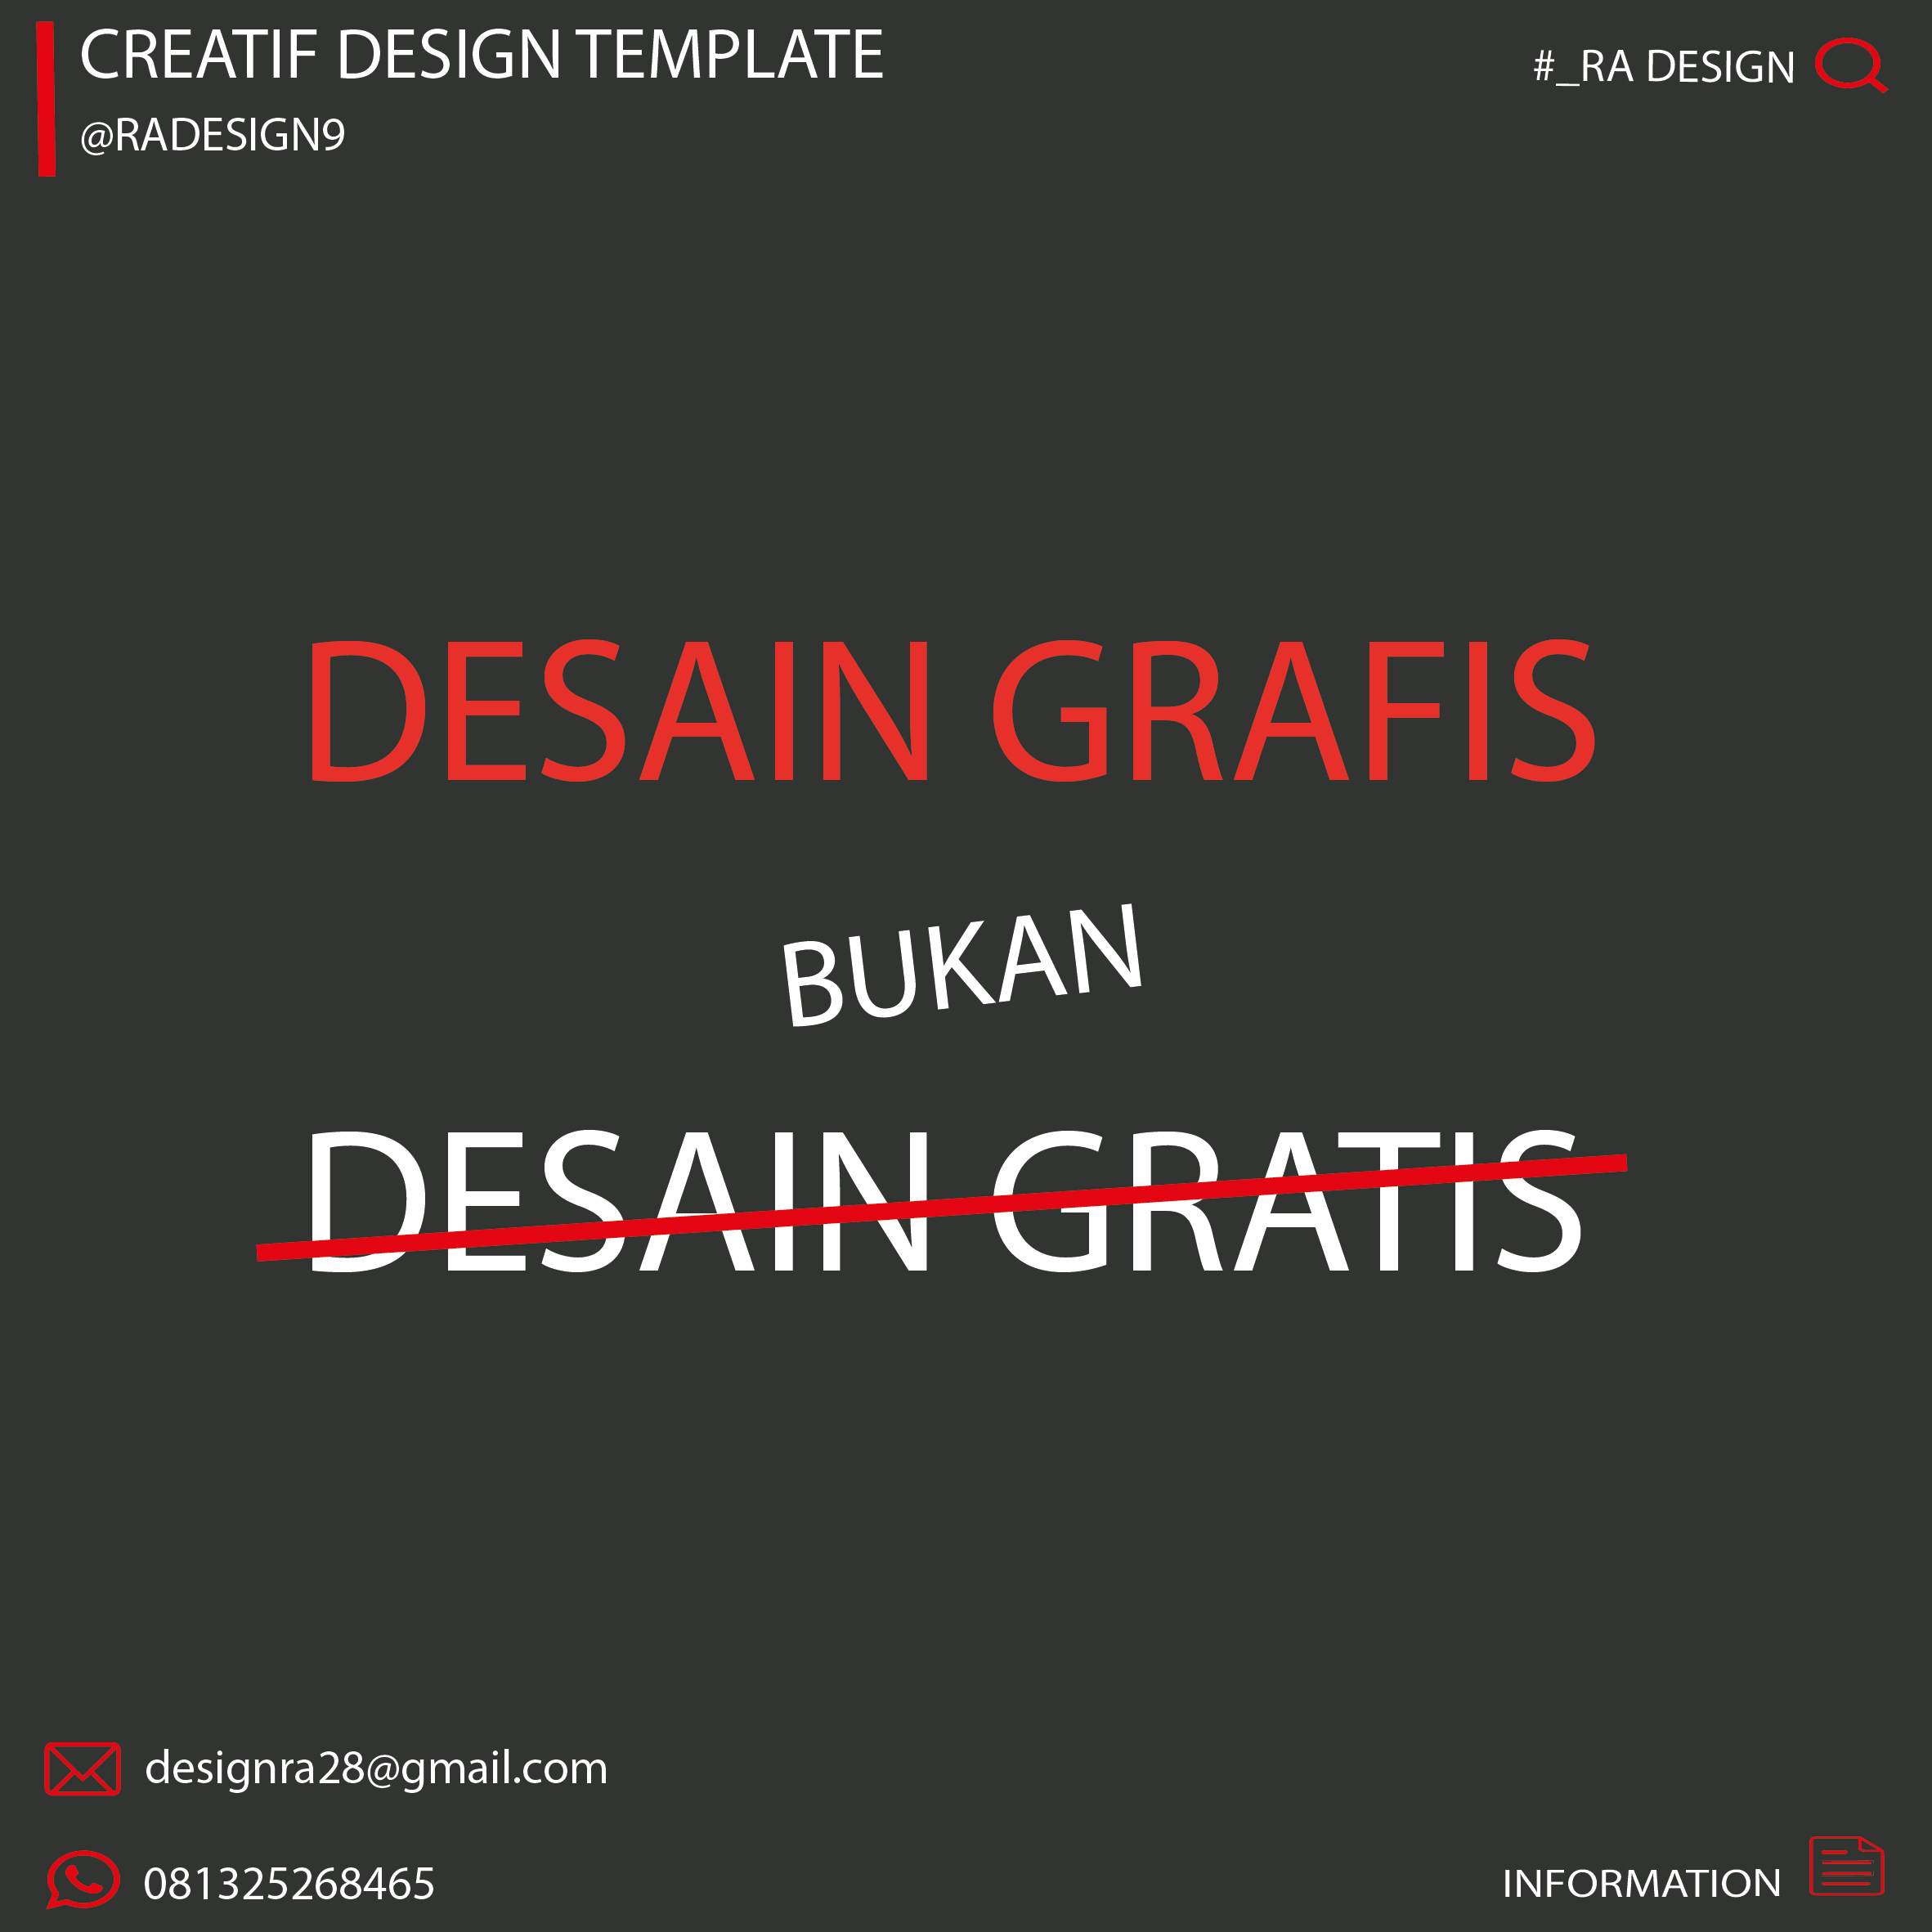 CREATIF DESIGN TEMPLATE
#_RA DESIGN
@RADESIGN9
DESAIN GRAFIS
BUKAN
DESAIN GRATIS
designra28@gmail.com
081325268465
INFORMATION